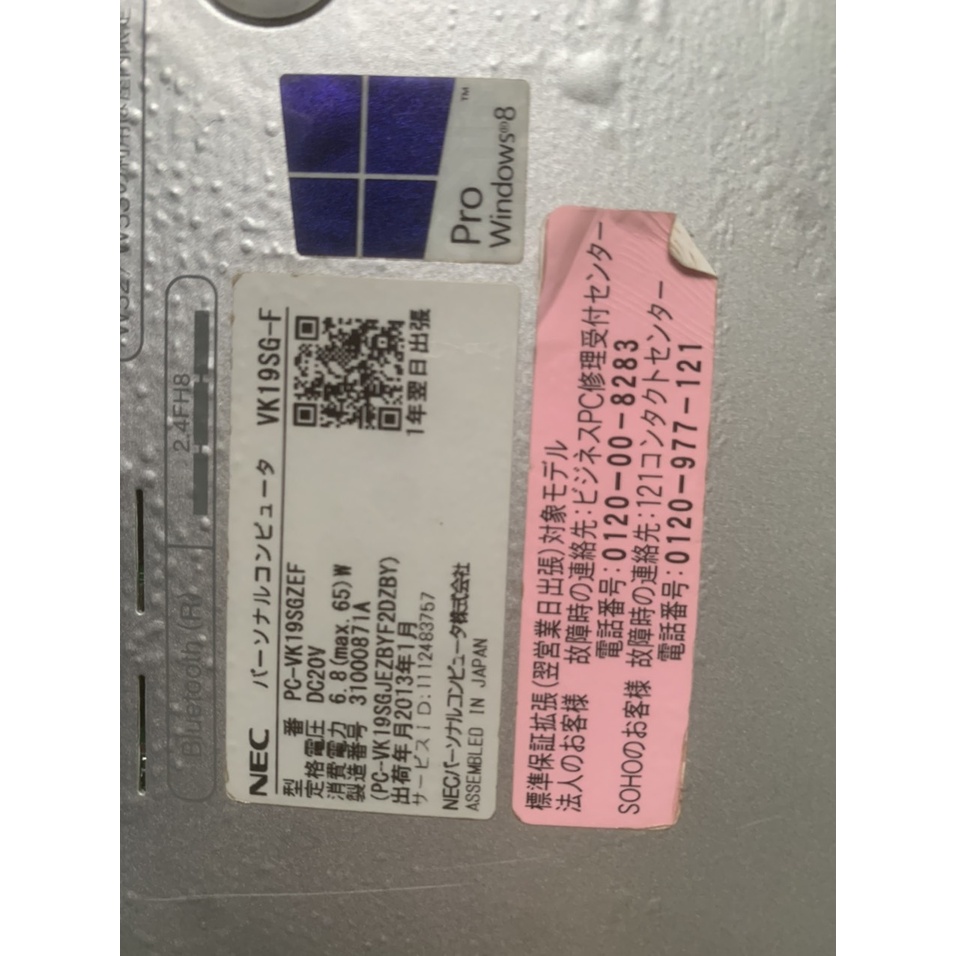 Pro
Windows®8
2.4FH8
Bluetooth(R)
NEC パーソナルコンピュータ VK19SG-F
型番 PC-VK19SGZEF
定格電圧 DC20V
消費電力 6.8(max.65)W
製造番号 31000871A
(PC-VK19SGJEZBYF2DZBY)
出荷年月2013年1月
サービスID:1112483757
1年翌日出張
NECパーソナルコンピュータ株式会社
ASSEMBLED IN JAPAN
標準保証拡張(翌営業日出張)対象モデル
法人のお客様 故障時の連絡先:ビジネスPC修理受付センター
電話番号:0120-00-8283
SOHOのお客様 故障時の連絡先:121コンタクトセンター
電話番号:0120-977-121